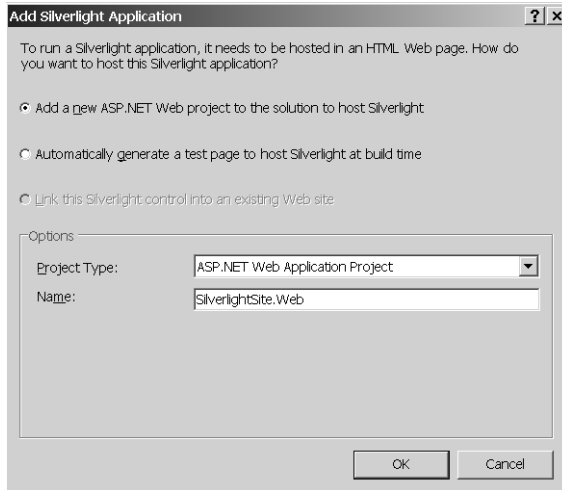 Add Silverlight Application
? x
To run a Silverlight application, it needs to be hosted in an HTML Web page. How do
you want to host this Silverlight application?
Add a new ASP.NET Web project to the solution to host Silverlight
Automatically generate a test page to host Silverlight at build time
Link this Silverlight control into an existing Web site
Options
Project Type:
ASP.NET Web Application Project
Name:
SilverlightSite.Web
OK
Cancel